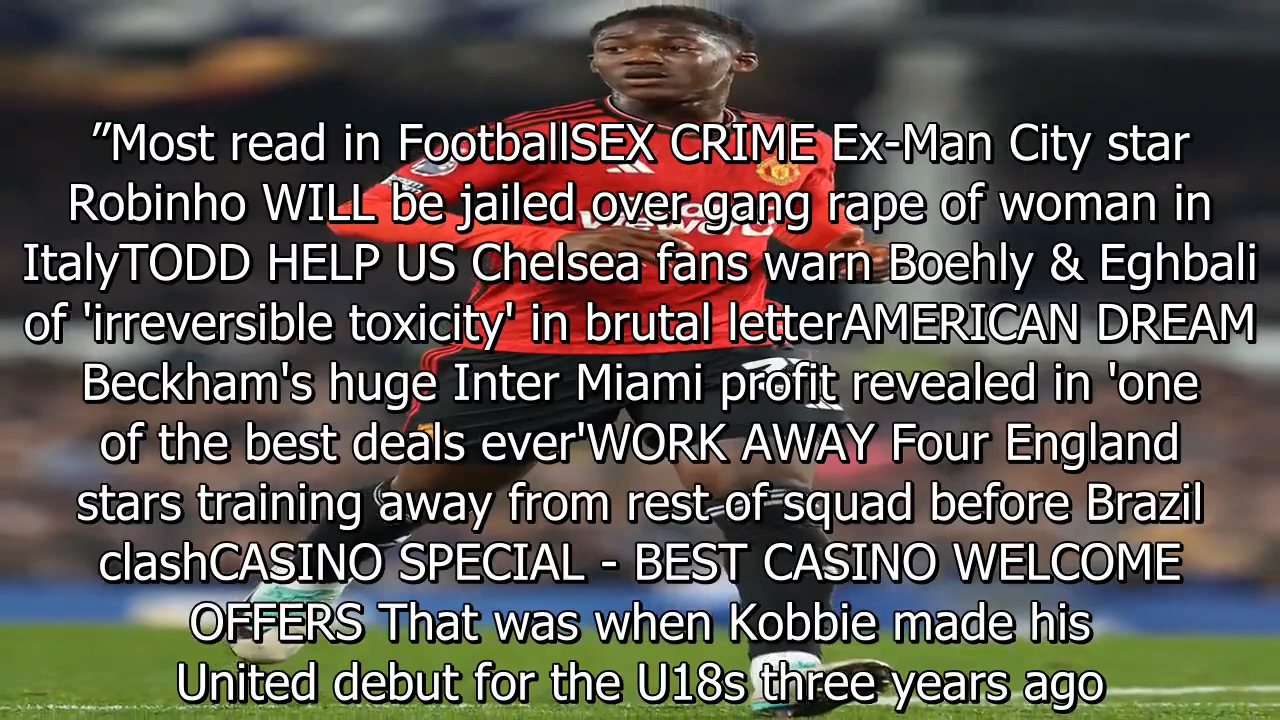 ”Most read in FootballSEX CRIME Ex-Man City star
Robinho WILL be jailed over gang rape of woman in
ItalyTODD HELP US Chelsea fans warn Boehly & Eghbali
of 'irreversible toxicity' in brutal letterAMERICAN DREAM
Beckham's huge Inter Miami profit revealed in 'one
of the best deals ever'WORK AWAY Four England
stars training away from rest of squad before Brazil
clashCASINO SPECIAL - BEST CASINO WELCOME
OFFERS That was when Kobbie made his
United debut for the U18s three years ago